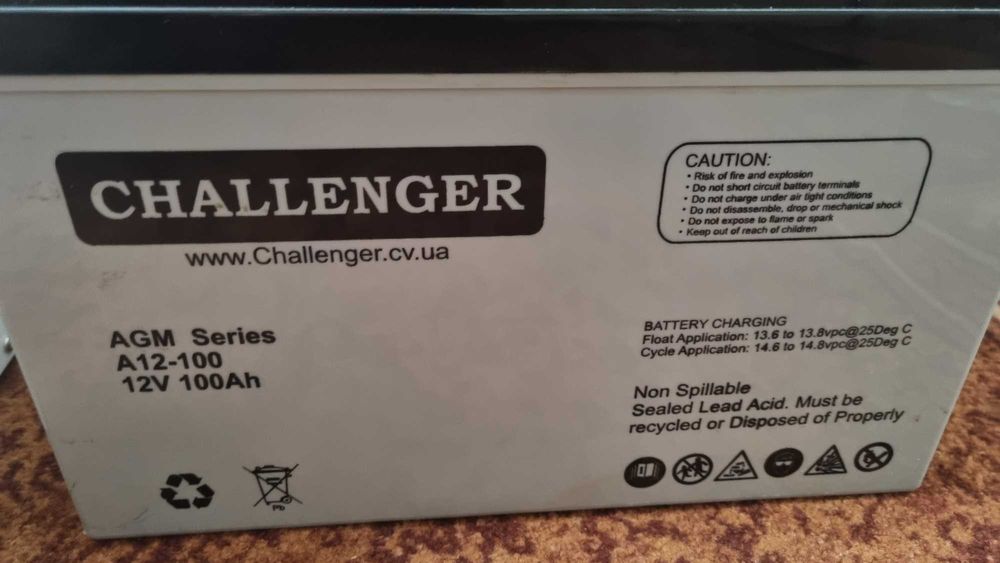 CHALLENGER
www.Challenger.cv.ua
AGM Series
A12-100
12V 100Ah
Pb
CAUTION:
• Risk of fire and explosion
• Do not short circuit battery terminals
• Do not charge under air tight conditions
• Do not disassemble, drop or mechanical shock
• Do not expose to flame or spark
• Keep out of reach of children
BATTERY CHARGING
Float Application: 13.6 to 13.8vpc@25Deg C
Cycle Application: 14.6 to 14.8vpc@25Deg C
Non Spillable
Sealed Lead Acid. Must be
recycled or Disposed of Properly